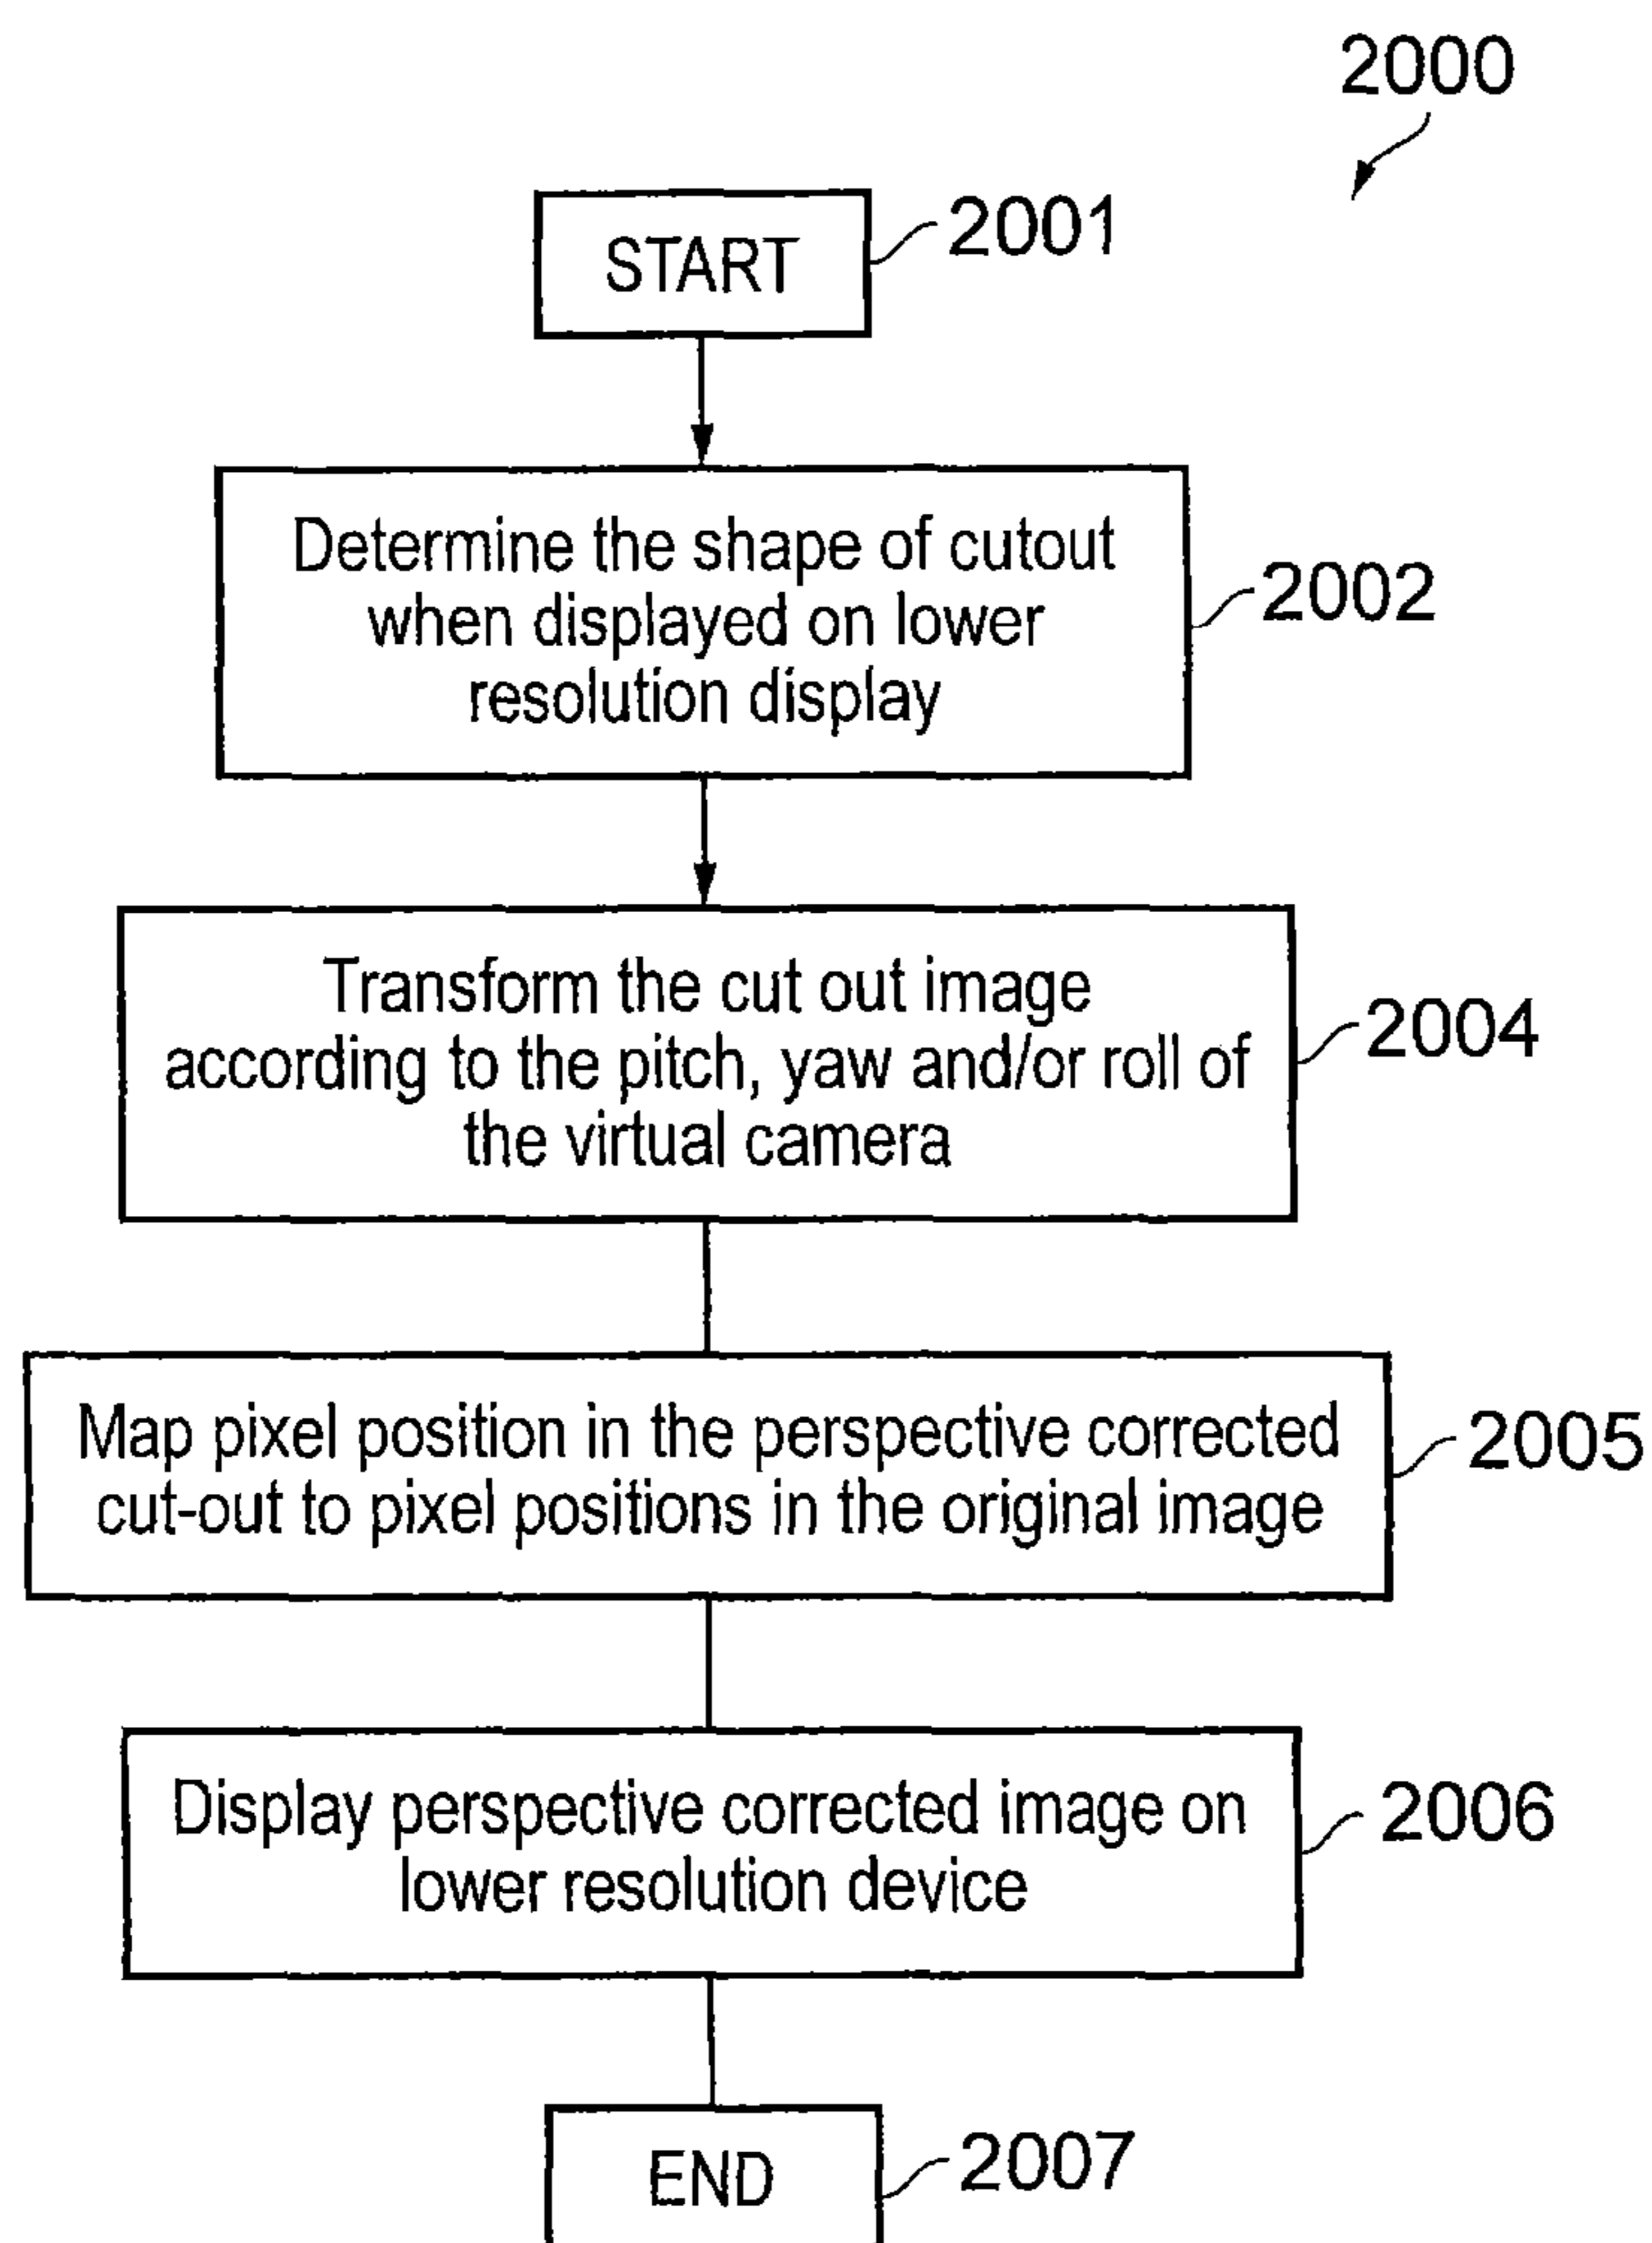 2000
START
2001
Determine the shape of cutout
when displayed on lower
resolution display
2002
Transform the cut out image
according to the pitch, yaw and/or roll of
the virtual camera
2004
Map pixel position in the perspective corrected
cut-out to pixel positions in the original image
2005
Display perspective corrected image on
lower resolution device
2006
END
2007